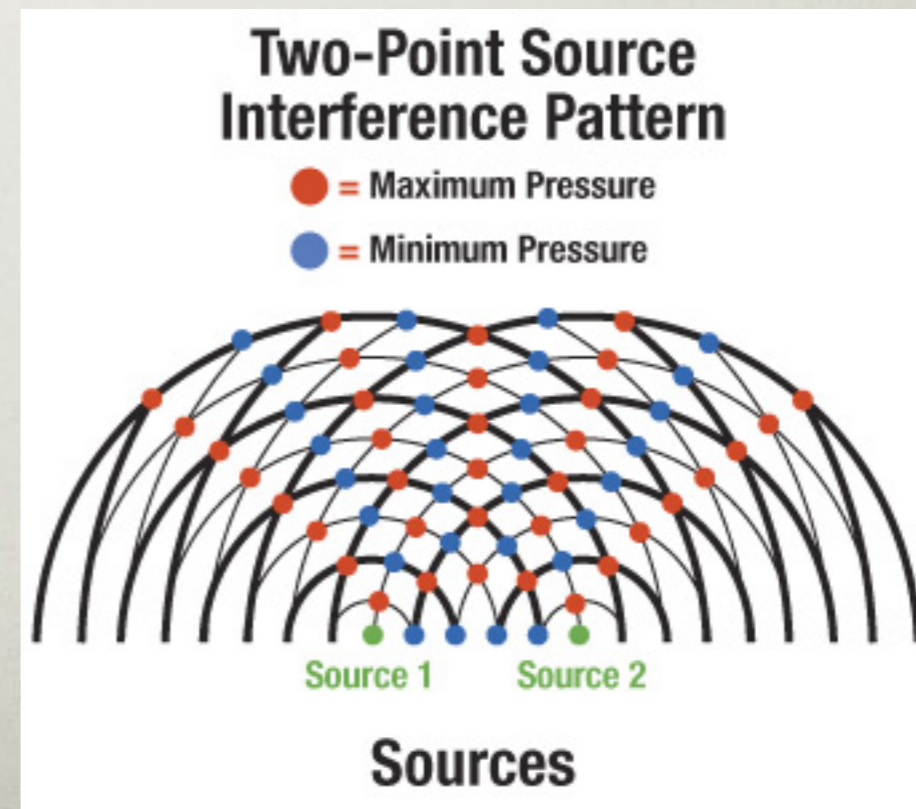 Two-Point Source
Interference Pattern
= Maximum Pressure
= Minimum Pressure
Source 1 Source 2
Sources